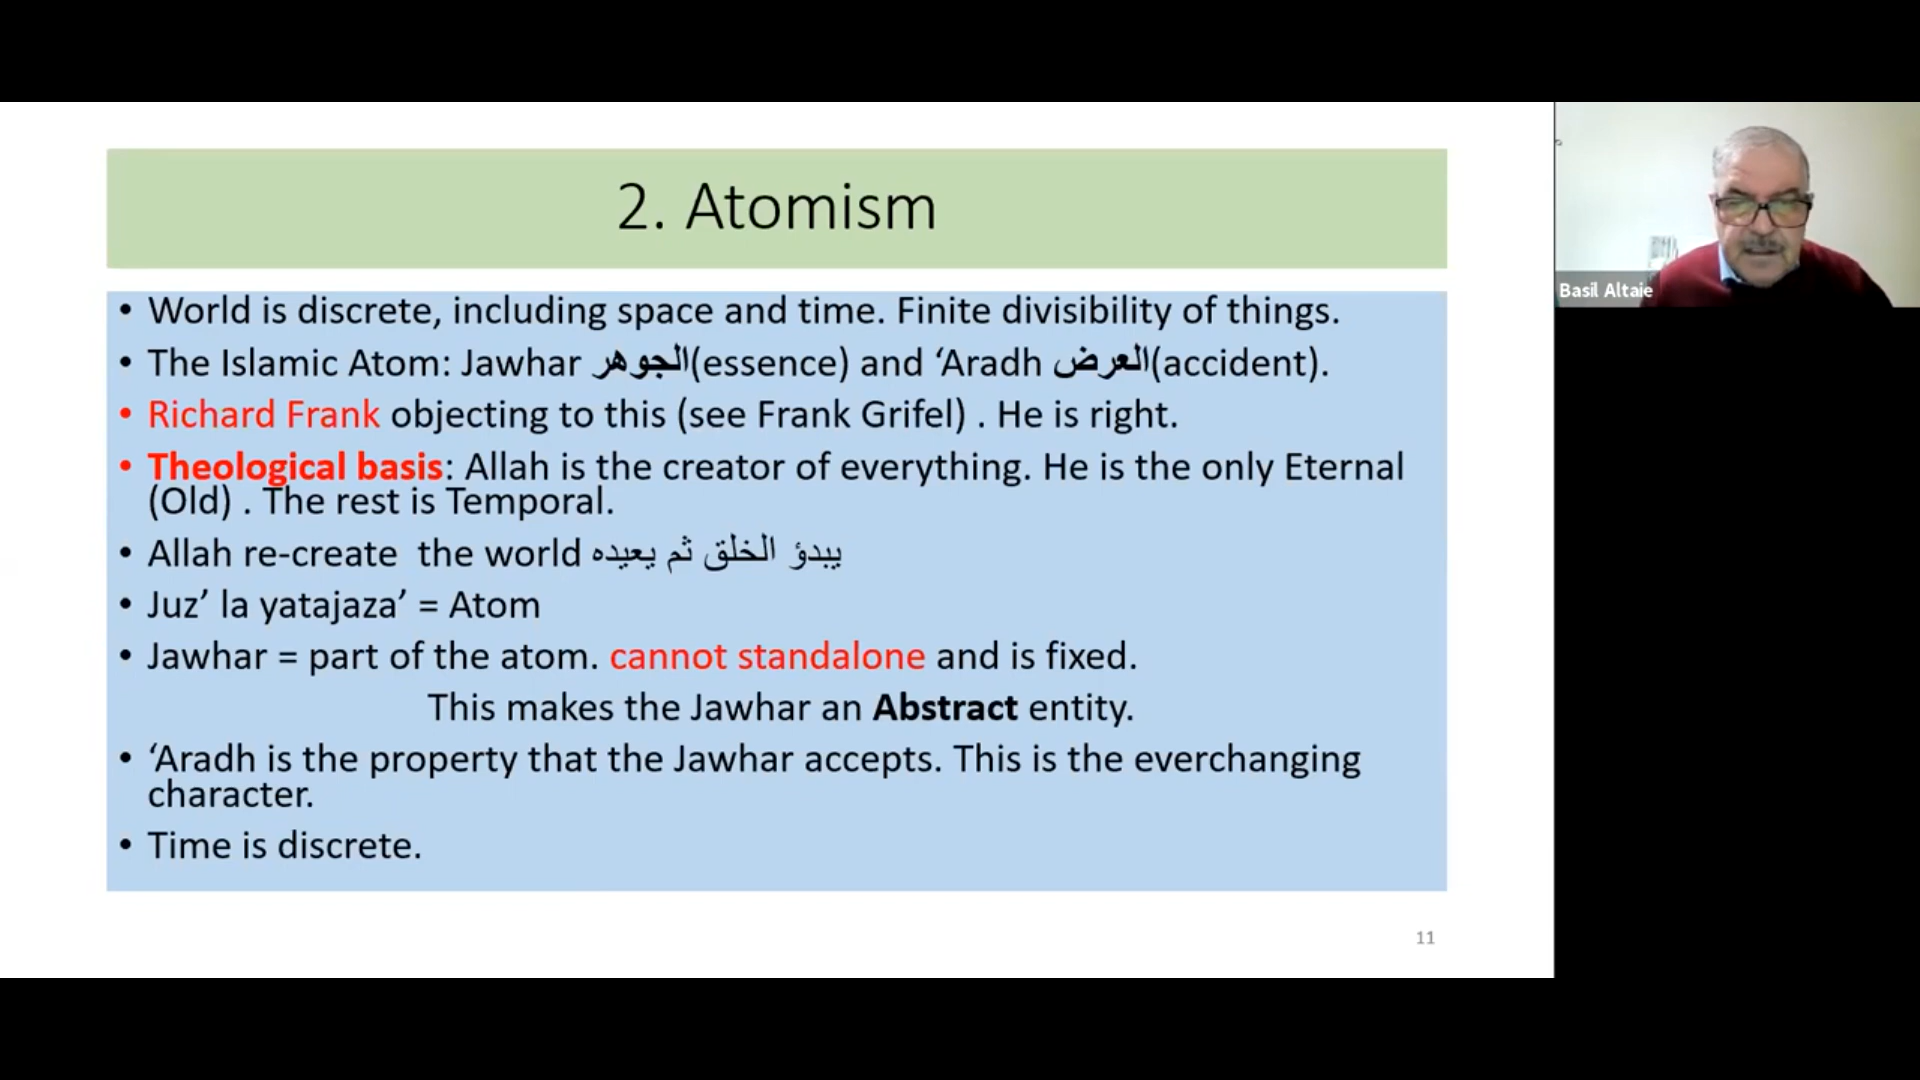 2. Atomism
• World is discrete, including space and time. Finite divisibility of things.
• The Islamic Atom: Jawhar الجوهر(essence) and ‘Aradh العرض(accident).
• Richard Frank objecting to this (see Frank Grifel) . He is right.
• Theological basis: Allah is the creator of everything. He is the only Eternal
(Old) . The rest is Temporal.
• Allah re-create  the world يبدؤ الخلق ثم يعيده
• Juz’ la yatajaza’ = Atom
• Jawhar = part of the atom. cannot standalone and is fixed.
This makes the Jawhar an Abstract entity.
• ‘Aradh is the property that the Jawhar accepts. This is the everchanging
character.
• Time is discrete.
11
Basil Altaie